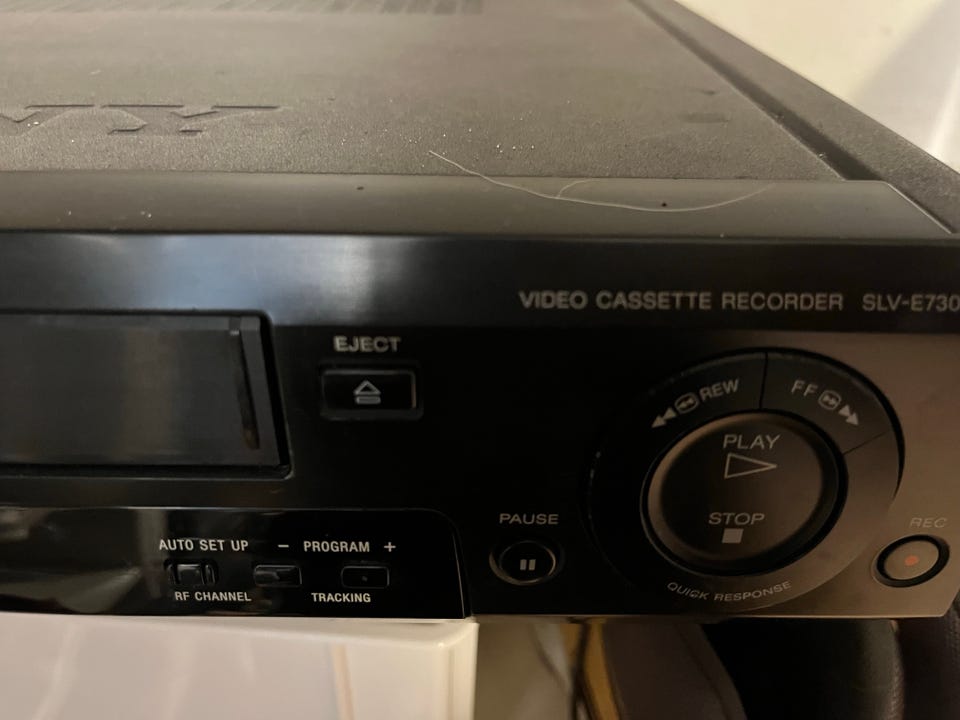 VIDEO CASSETTE RECORDER SLV-E730
EJECT
REW
FF
PLAY
STOP
QUICK RESPONSE
PAUSE
REC
AUTO SET UP - PROGRAM +
RF CHANNEL TRACKING